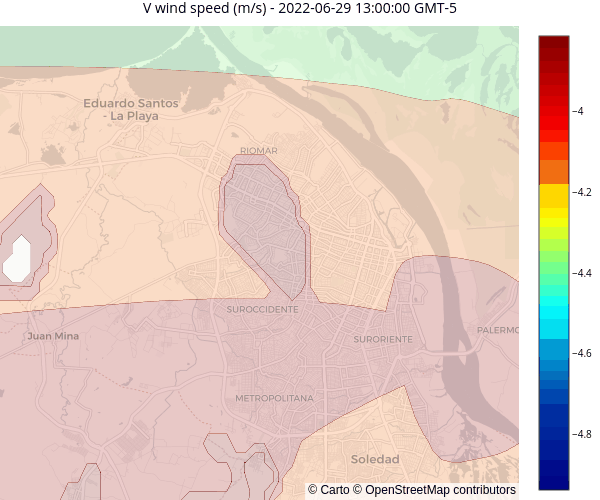 V wind speed (m/s) - 2022-06-29 13:00:00 GMT-5
Eduardo Santos
- La Playa
RIOMAR
SUROCCIDENTE
Juan Mina
SURORIENTE
PALERMO
METROPOLITANA
Soledad
−4
−4.2
−4.4
−4.6
−4.8
© Carto © OpenStreetMap contributors